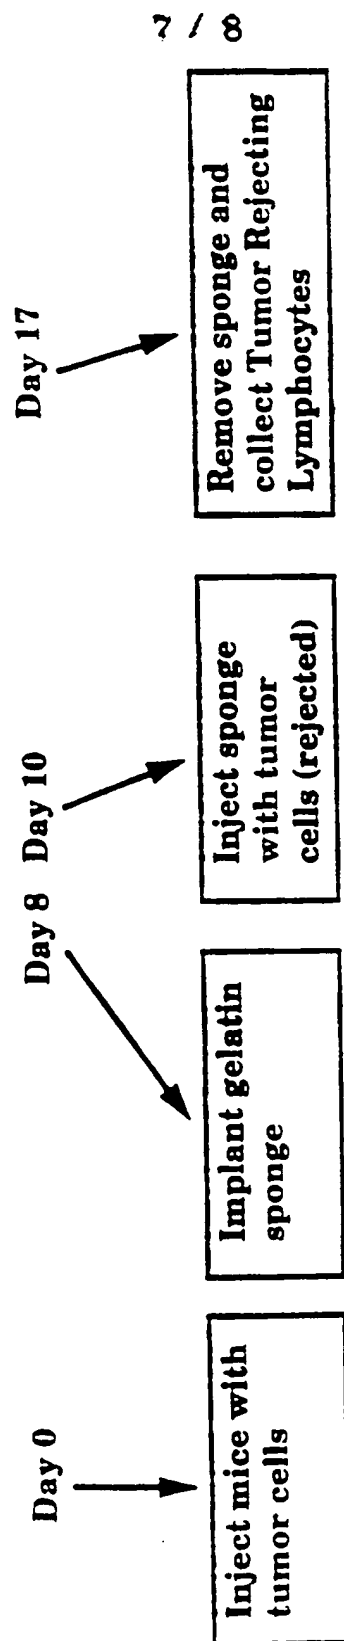 7 / 8
Day 0
Day 8
Day 10
Day 17
Inject mice with
tumor cells
Implant gelatin
sponge
Inject sponge
with tumor
cells (rejected)
Remove sponge and
collect Tumor Rejecting
Lymphocytes